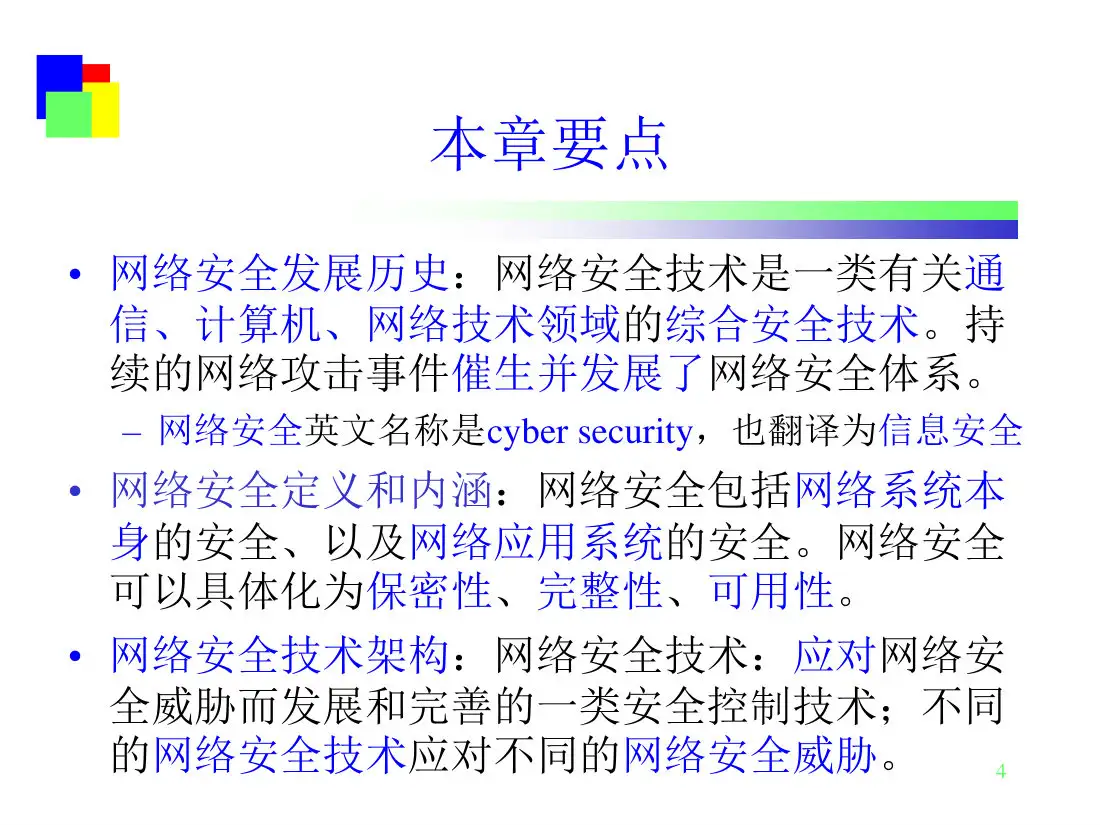 本章要点
• 网络安全发展历史：网络安全技术是一类有关通
信、计算机、网络技术领域的综合安全技术。持
续的网络攻击事件催生并发展了网络安全体系。
– 网络安全英文名称是cyber security，也翻译为信息安全
• 网络安全定义和内涵：网络安全包括网络系统本
身的安全、以及网络应用系统的安全。网络安全
可以具体化为保密性、完整性、可用性。
• 网络安全技术架构：网络安全技术：应对网络安
全威胁而发展和完善的一类安全控制技术；不同
的网络安全技术应对不同的网络安全威胁。
4